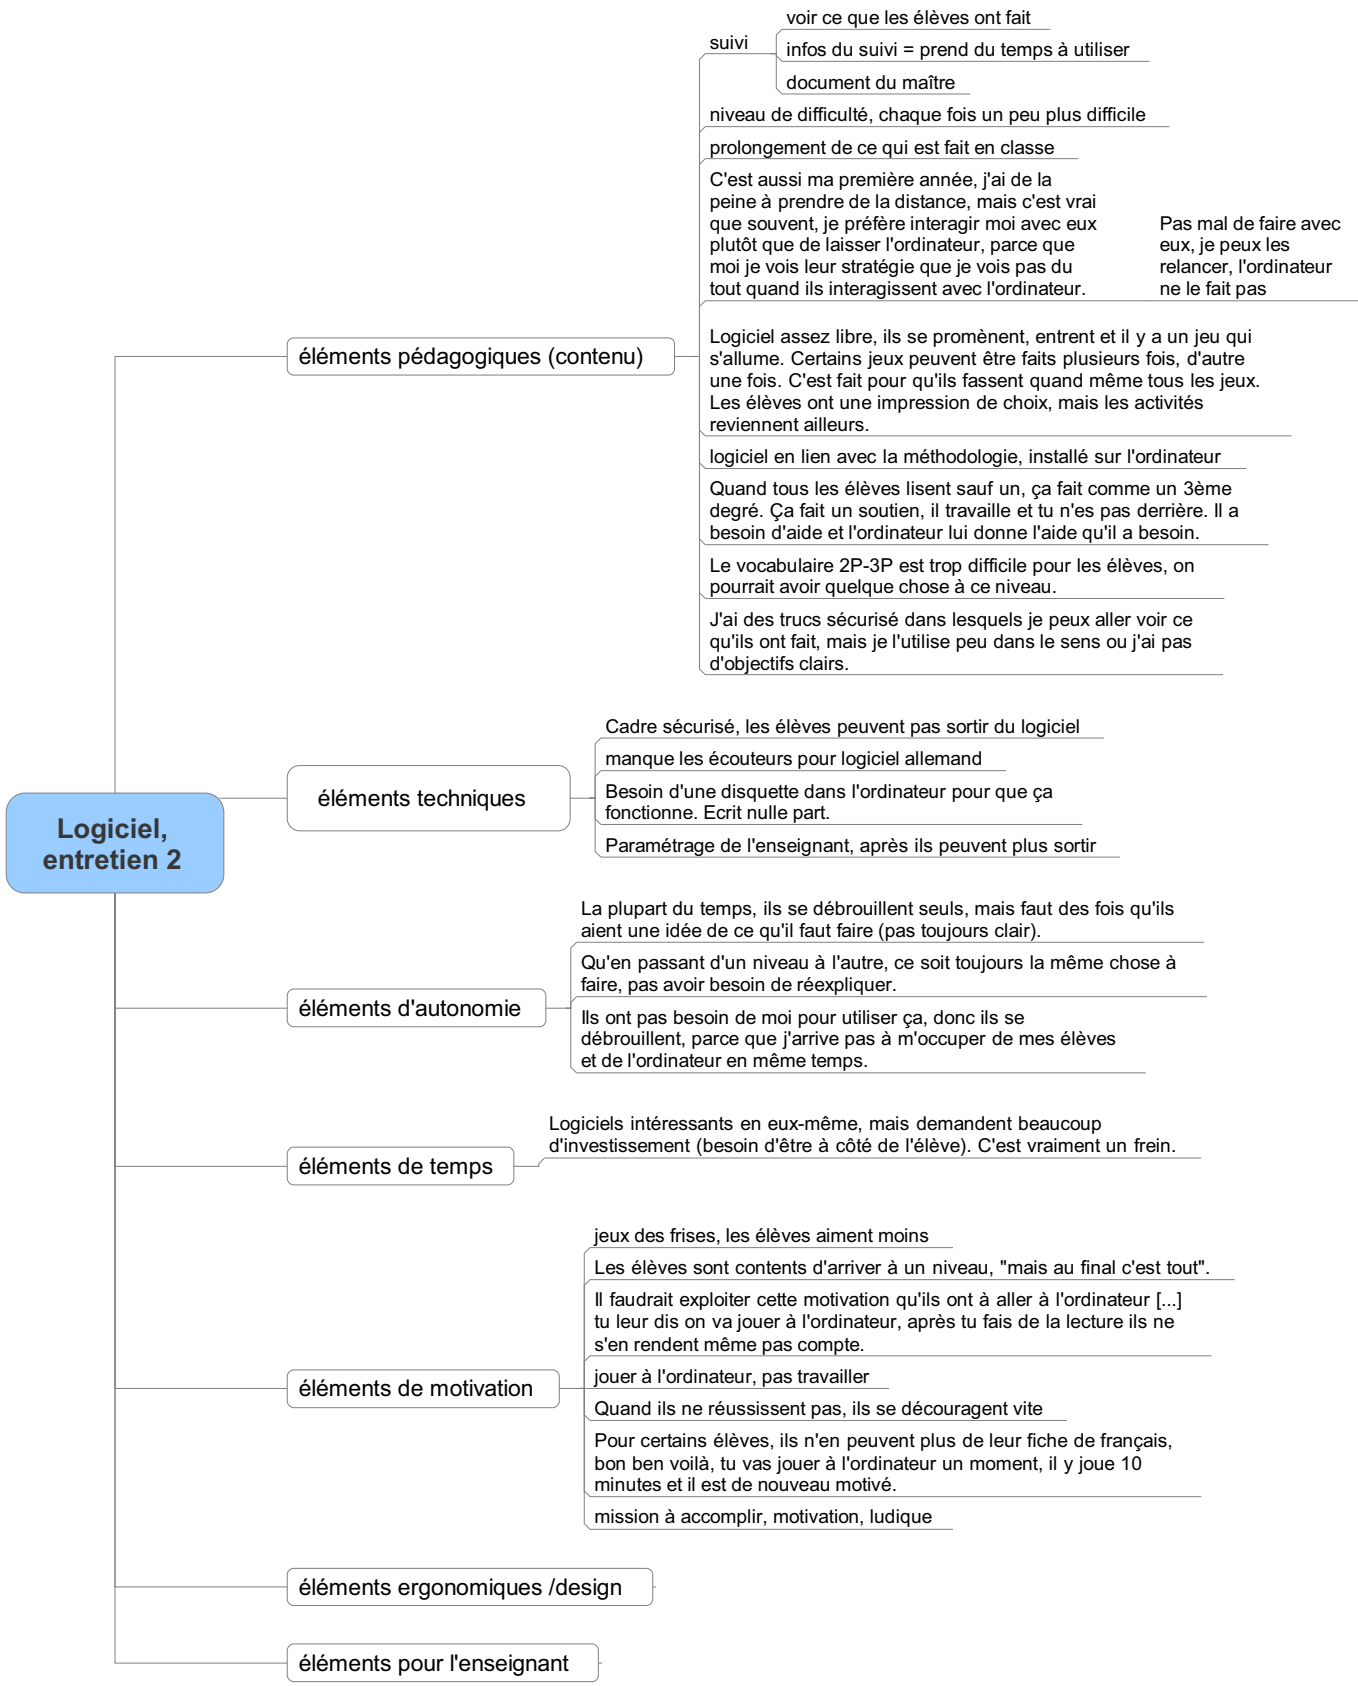 voir ce que les élèves ont fait
suivi
infos du suivi = prend du temps à utiliser
document du maître
niveau de difficulté, chaque fois un peu plus difficile
prolongement de ce qui est fait en classe
C'est aussi ma première année, j'ai de la
peine à prendre de la distance, mais c'est vrai
que souvent, je préfère interagir moi avec eux
plutôt que de laisser l'ordinateur, parce que
moi je vois leur stratégie que je vois pas du
tout quand ils interagissent avec l'ordinateur.
Pas mal de faire avec
eux, je peux les
relancer, l'ordinateur
ne le fait pas
éléments pédagogiques (contenu)
Logiciel assez libre, ils se promènent, entrent et il y a un jeu qui
s'allume. Certains jeux peuvent être faits plusieurs fois, d'autre
une fois. C'est fait pour qu'ils fassent quand même tous les jeux.
Les élèves ont une impression de choix, mais les activités
reviennent ailleurs.
logiciel en lien avec la méthodologie, installé sur l'ordinateur
Quand tous les élèves lisent sauf un, ça fait comme un 3ème
degré. Ça fait un soutien, il travaille et tu n'es pas derrière. Il a
besoin d'aide et l'ordinateur lui donne l'aide qu'il a besoin.
Le vocabulaire 2P-3P est trop difficile pour les élèves, on
pourrait avoir quelque chose à ce niveau.
J'ai des trucs sécurisé dans lesquels je peux aller voir ce
qu'ils ont fait, mais je l'utilise peu dans le sens ou j'ai pas
d'objectifs clairs.
Cadre sécurisé, les élèves peuvent pas sortir du logiciel
manque les écouteurs pour logiciel allemand
éléments techniques
Besoin d'une disquette dans l'ordinateur pour que ça
fonctionne. Ecrit nulle part.
Paramétrage de l'enseignant, après ils peuvent plus sortir
Logiciel,
entretien 2
La plupart du temps, ils se débrouillent seuls, mais faut des fois qu'ils
aient une idée de ce qu'il faut faire (pas toujours clair).
Qu'en passant d'un niveau à l'autre, ce soit toujours la même chose à
faire, pas avoir besoin de réexpliquer.
éléments d'autonomie
Ils ont pas besoin de moi pour utiliser ça, donc ils se
débrouillent, parce que j'arrive pas à m'occuper de mes élèves
et de l'ordinateur en même temps.
Logiciels intéressants en eux-même, mais demandent beaucoup
d'investissement (besoin d'être à côté de l'élève). C'est vraiment un frein.
éléments de temps
jeux des frises, les élèves aiment moins
Les élèves sont contents d'arriver à un niveau, "mais au final c'est tout".
Il faudrait exploiter cette motivation qu'ils ont à aller à l'ordinateur [...]
tu leur dis on va jouer à l'ordinateur, après tu fais de la lecture ils ne
s'en rendent même pas compte.
jouer à l'ordinateur, pas travailler
éléments de motivation
Quand ils ne réussissent pas, ils se découragent vite
Pour certains élèves, ils n'en peuvent plus de leur fiche de français,
bon ben voilà, tu vas jouer à l'ordinateur un moment, il y joue 10
minutes et il est de nouveau motivé.
mission à accomplir, motivation, ludique
éléments ergonomiques /design
éléments pour l'enseignant